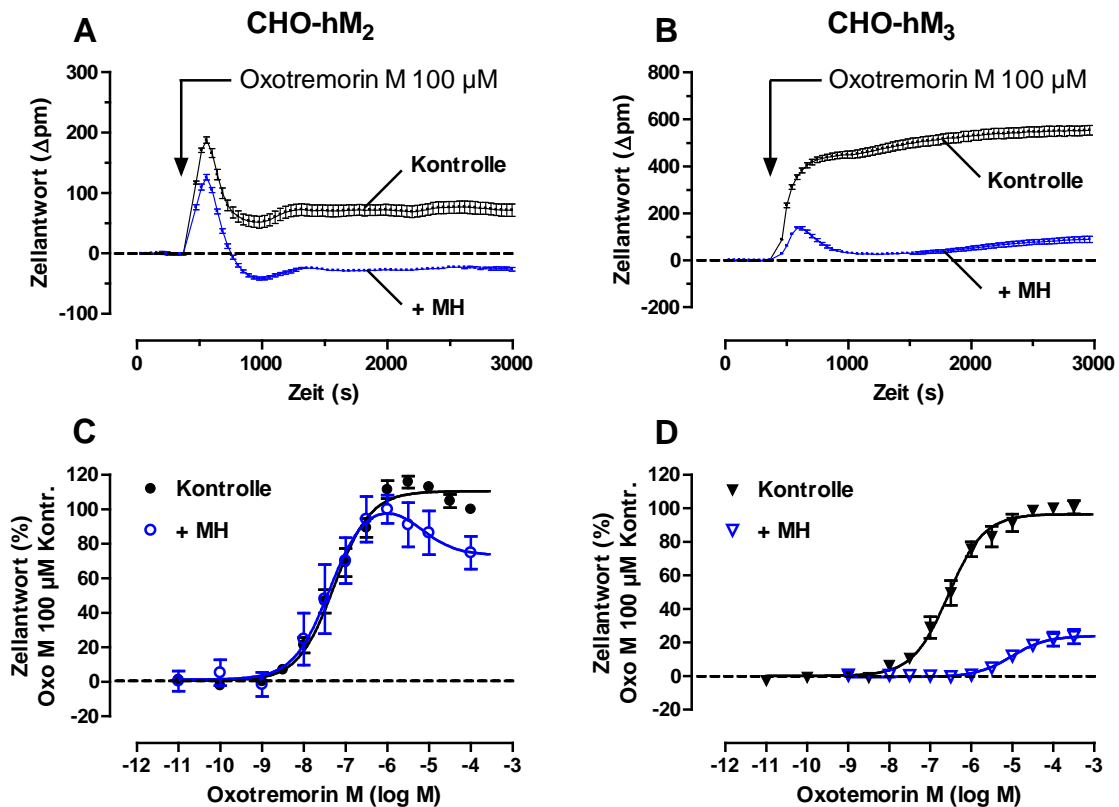 A
CHO-hM2
Oxotremorin M 100 µM
Kontrolle
+ MH
Zellantwort (Δpm)
300
200
100
0
-100
0 1000 2000 3000
Zeit (s)
B
CHO-hM3
Oxotremorin M 100 µM
Kontrolle
+ MH
Zellantwort (Δpm)
800
600
400
200
0
-200
0 1000 2000 3000
Zeit (s)
C
Kontrolle
+ MH
Zellantwort (%)
Oxo M 100 µM Kontr.
120
100
80
60
40
20
0
-20
-12 -11 -10 -9 -8 -7 -6 -5 -4 -3
Oxotremorin M (log M)
D
Kontrolle
+ MH
Zellantwort (%)
Oxo M 100 µM Kontr.
120
100
80
60
40
20
0
-20
-12 -11 -10 -9 -8 -7 -6 -5 -4 -3
Oxotemorin M (log M)